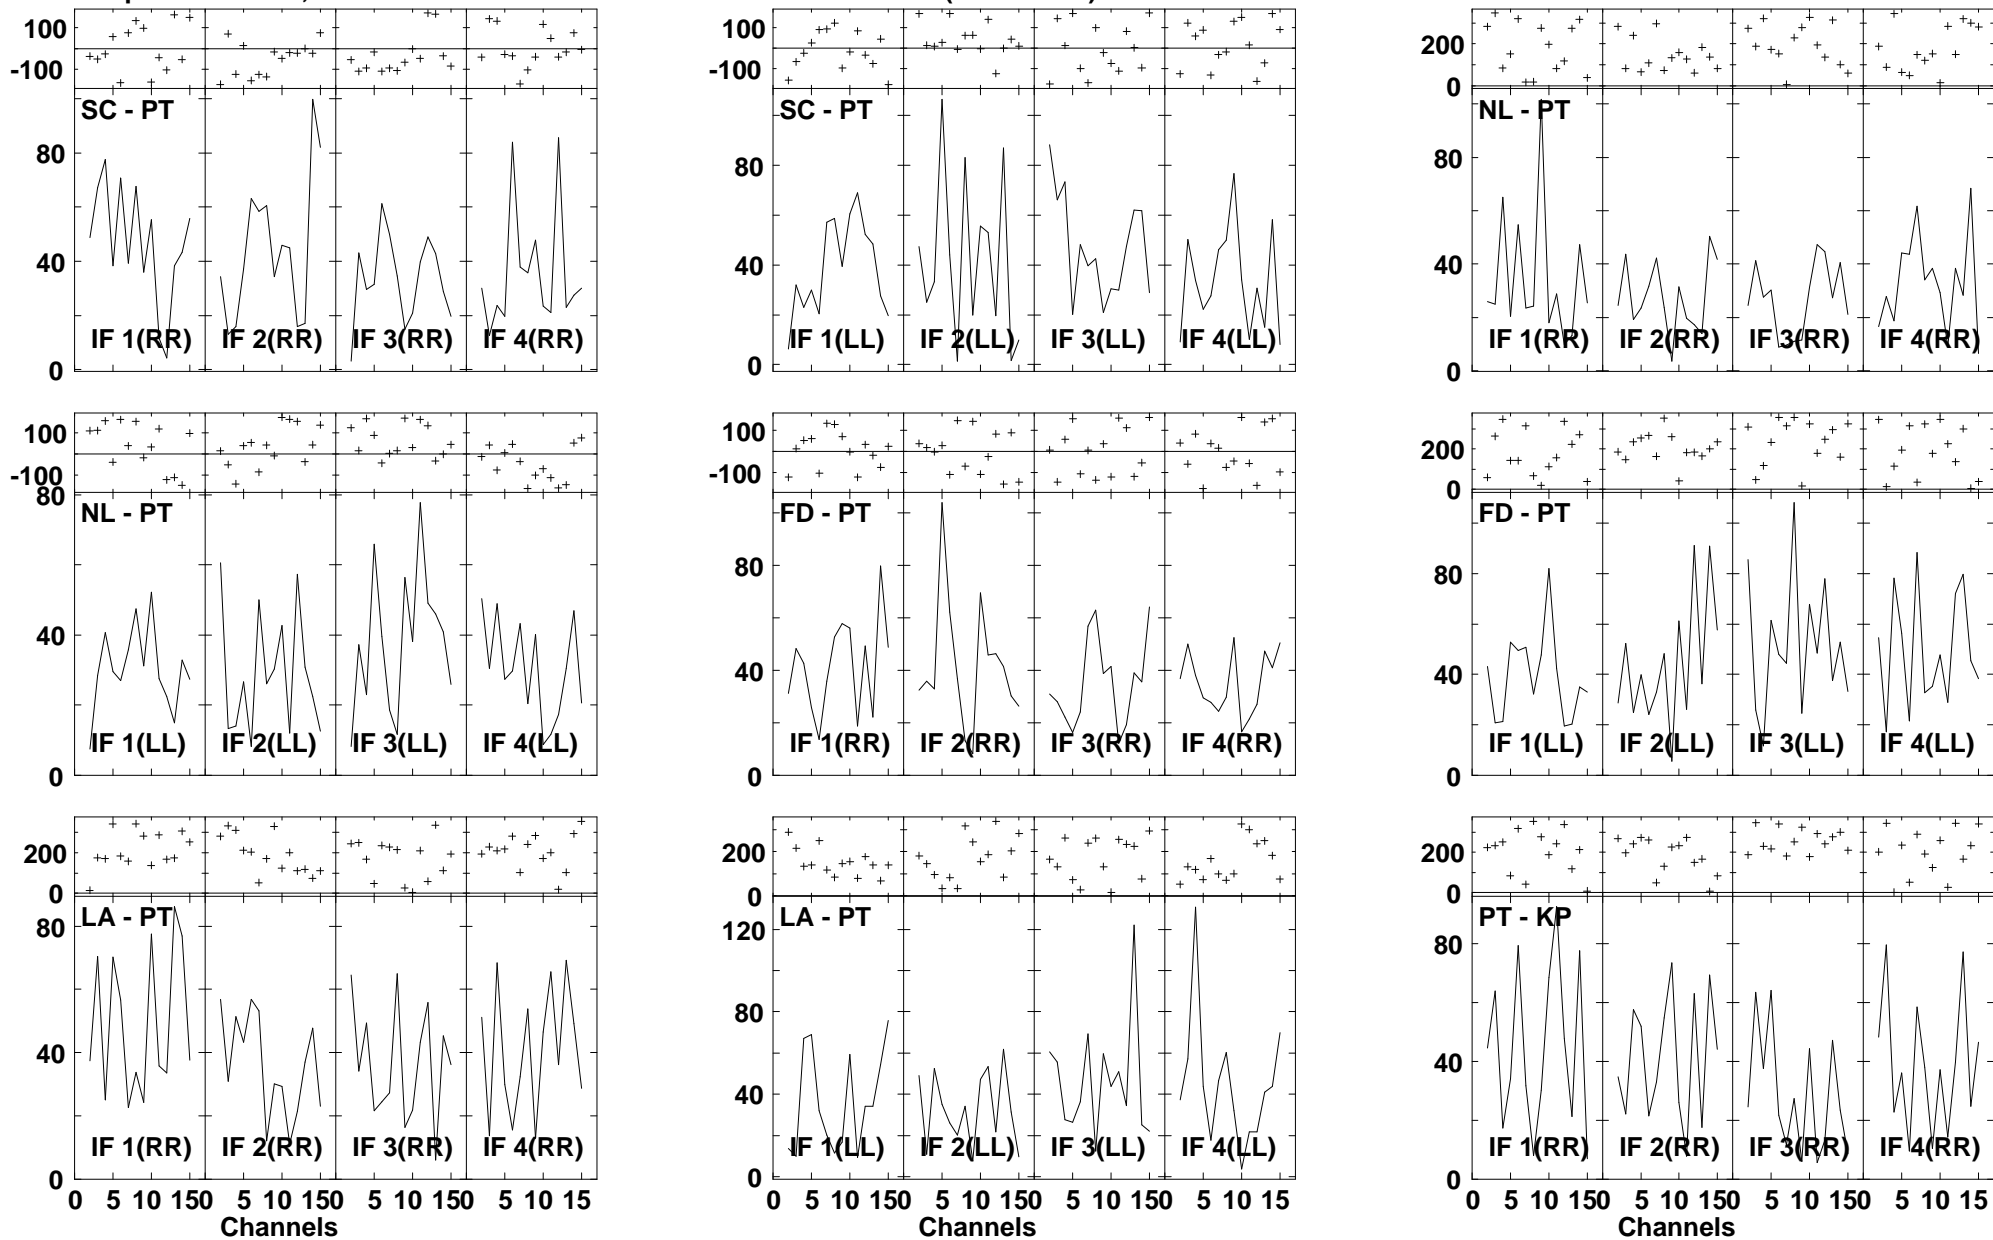 100 100 200
-100 -100 0
SC - PT SC - PT NL - PT
80 80 80
40 40 40
IF 1(RR) IF 2(RR) IF 3(RR) IF 4(RR) IF 1(LL) IF 2(LL) IF 3(LL) IF 4(LL) IF 1(RR) IF 2(RR) IF 3(RR) IF 4(RR)
0 0 0
100 100 200
-100 -100 0
80
NL - PT FD - PT FD - PT
80 80
40 40 40
IF 1(LL) IF 2(LL) IF 3(LL) IF 4(LL) IF 1(RR) IF 2(RR) IF 3(RR) IF 4(RR) IF 1(LL) IF 2(LL) IF 3(LL) IF 4(LL)
0 0 0
200 200 200
0 0 0
LA - PT LA - PT PT - KP
80 120 80
80
40 40 40
IF 1(RR) IF 2(RR) IF 3(RR) IF 4(RR) IF 1(LL) IF 2(LL) IF 3(LL) IF 4(LL) IF 1(RR) IF 2(RR) IF 3(RR) IF 4(RR)
0 0 0
0 5 10 150 5 10 150 5 10 150 5 10 15 0 5 10 150 5 10 150 5 10 150 5 10 15 0 5 10 150 5 10 150 5 10 150 5 10 15
Channels Channels Channels